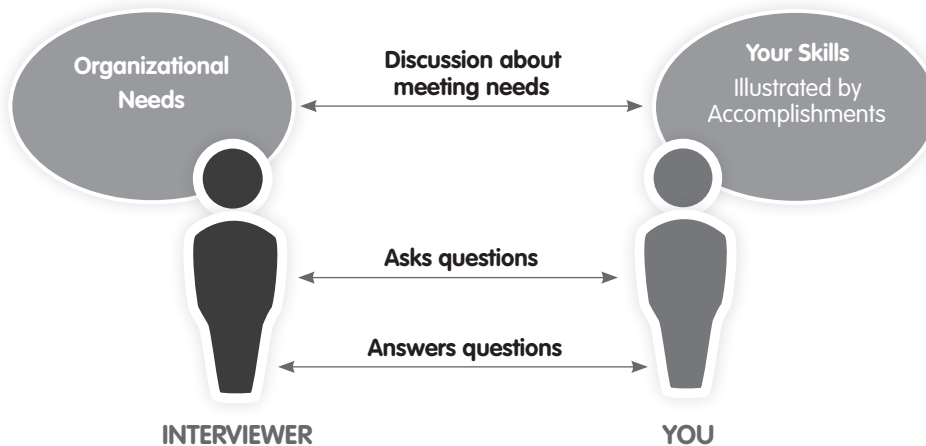 Organizational
Needs
Discussion about
meeting needs
Your Skills
Illustrated by
Accomplishments
Asks questions
Answers questions
INTERVIEWER
YOU